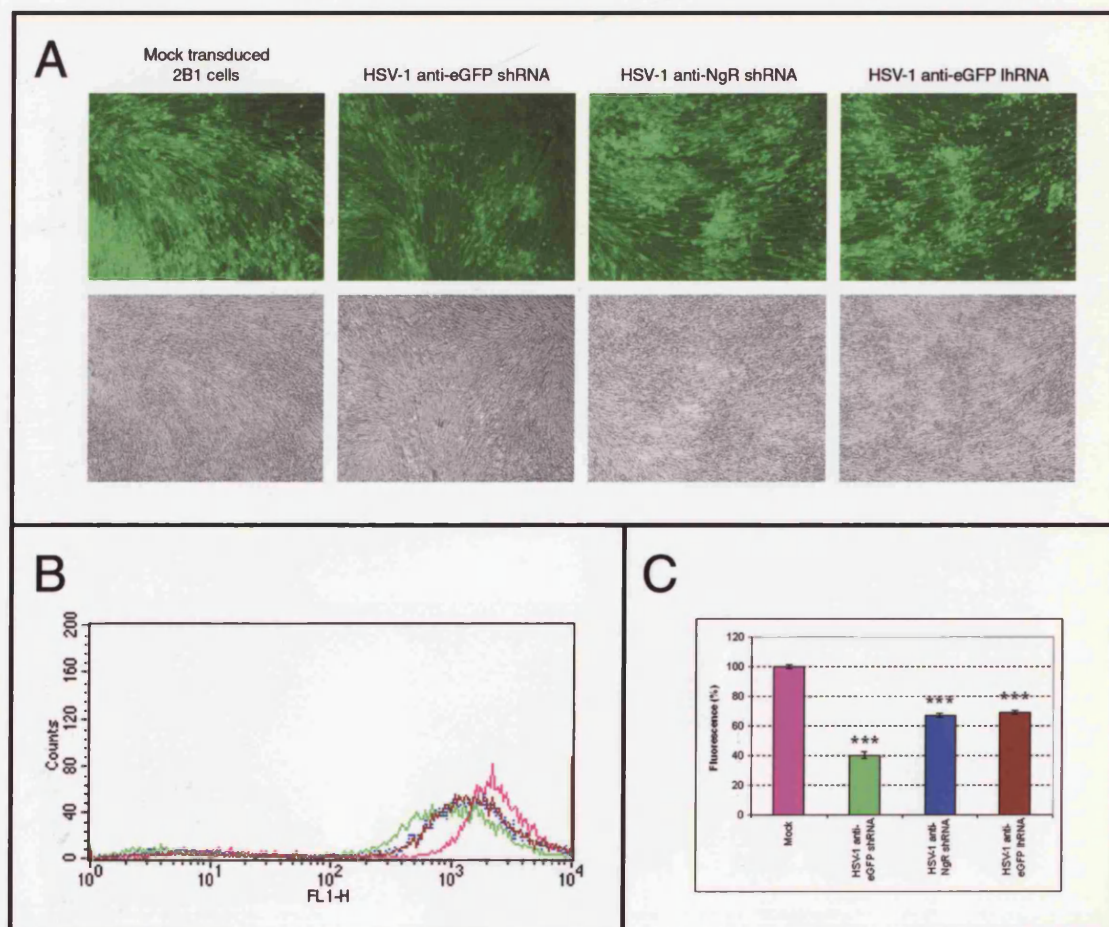 A
Mock transduced
2B1 cells
HSV-1 anti-eGFP shRNA
HSV-1 anti-NgR shRNA
HSV-1 anti-eGFP lhRNA
B
200
160
120
80
40
0
Counts
10⁰
10¹
10²
10³
10⁴
FL1-H
C
120
100
80
60
40
20
0
Fluorescence (%)
***
***
***
Mock
HSV-1 anti-
eGFP shRNA
HSV-1 anti-
NgR shRNA
HSV-1 anti-
eGFP lhRNA